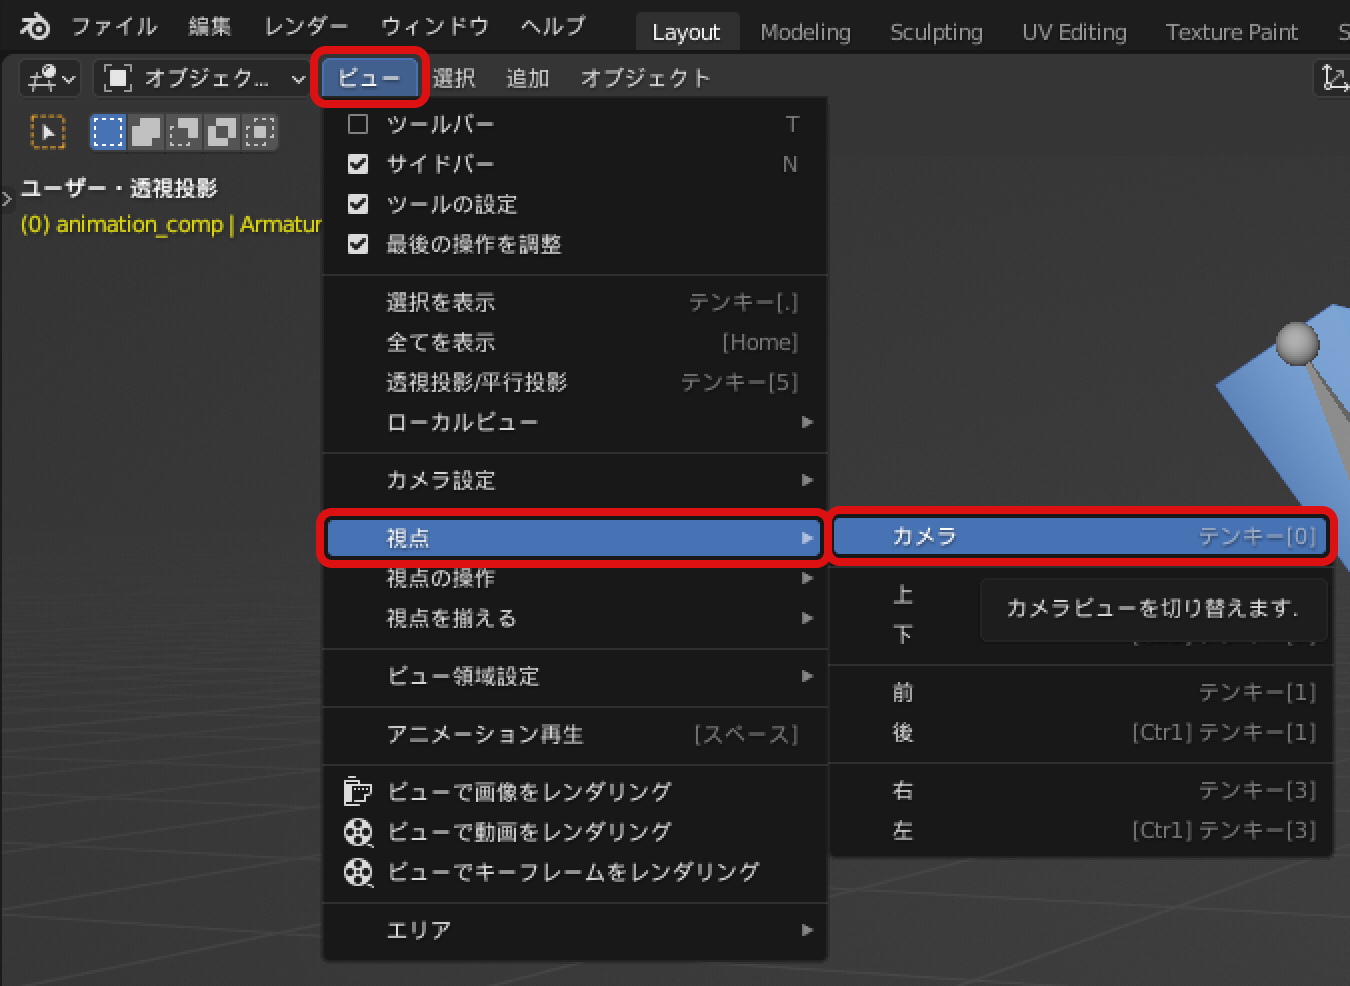 ファイル 編集 レンダー ウィンドウ ヘルプ Layout Modeling Sculpting UV Editing Texture Paint S
オブジェク... ビュー 選択 追加 オブジェクト
ユーザー・透視投影
(0) animation_comp | Armatur
ツールバー T
サイドバー N
ツールの設定
最後の操作を調整
選択を表示 テンキー[.]
全てを表示 [Home]
透視投影/平行投影 テンキー[5]
ローカルビュー
カメラ設定
視点
視点の操作
視点を揃える
ビュー領域設定
アニメーション再生 [スペース]
ビューで画像をレンダリング
ビューで動画をレンダリング
ビューでキーフレームをレンダリング
エリア
カメラ テンキー[0]
上
カメラビューを切り替えます.
下
前 テンキー[1]
後 [Ctrl] テンキー[1]
右 テンキー[3]
左 [Ctrl] テンキー[3]